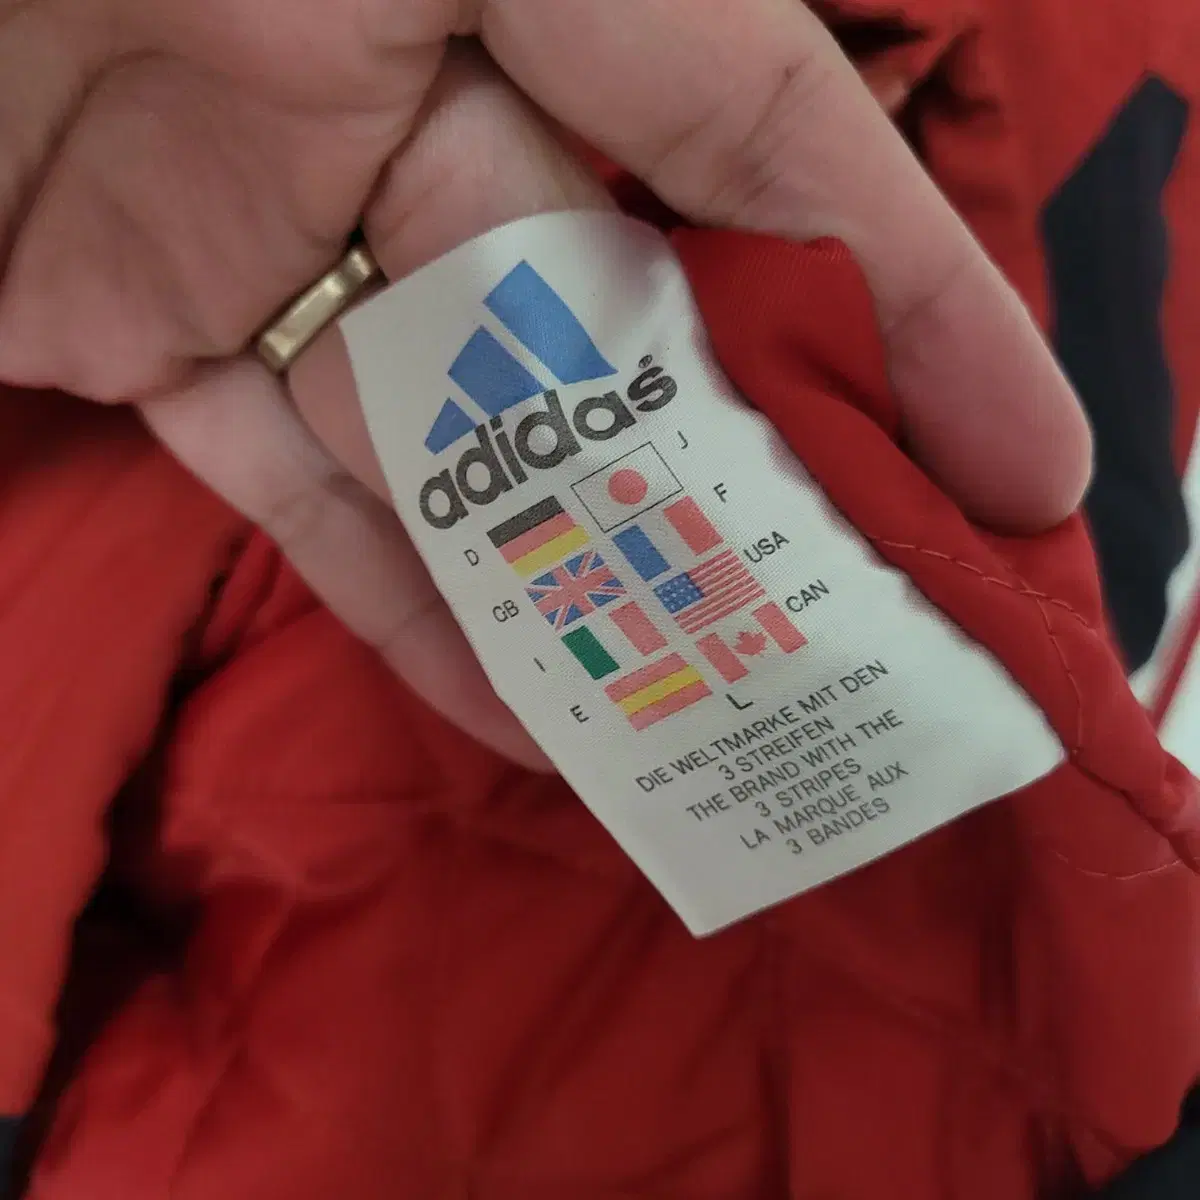 adidas®
D
J
F
GB
USA
I
CAN
E
L
DIE WELTMARKE MIT DEN
3 STREIFEN
THE BRAND WITH THE
3 STRIPES
LA MARQUE AUX
3 BANDES